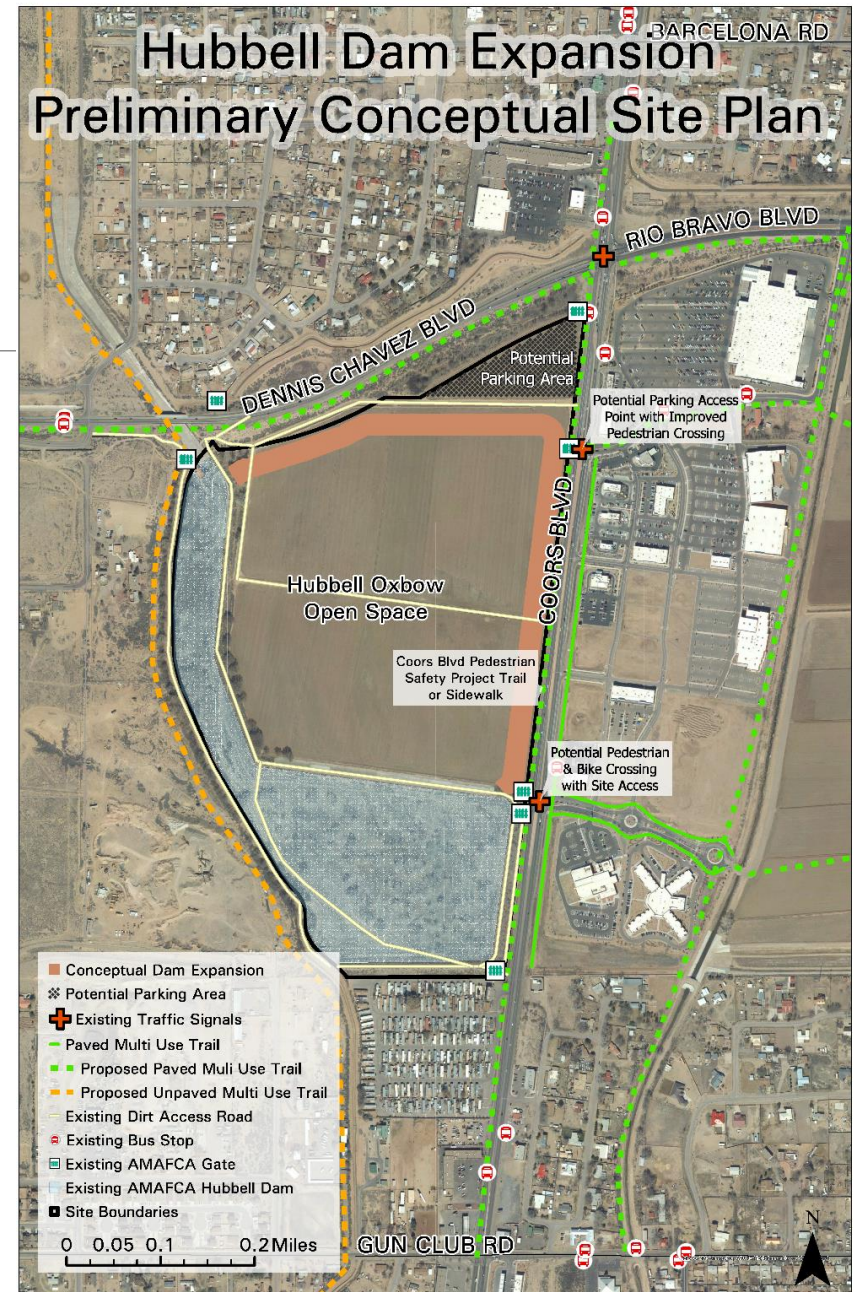 BARCELONA RD
Hubbell Dam Expansion
Preliminary Conceptual Site Plan
RIO BRAVO BLVD
DENNIS CHAVEZ BLVD
Potential
Parking Area
Potential Parking Access
Point with Improved
Pedestrian Crossing
COORS BLVD
Hubbell Oxbow
Open Space
Coors Blvd Pedestrian
Safety Project Trail
or Sidewalk
Potential Pedestrian
& Bike Crossing
with Site Access
Conceptual Dam Expansion
Potential Parking Area
Existing Traffic Signals
Paved Multi Use Trail
Proposed Paved Muli Use Trail
Proposed Unpaved Multi Use Trail
Existing Dirt Access Road
Existing Bus Stop
Existing AMAFCA Gate
Existing AMAFCA Hubbell Dam
Site Boundaries
0 0.05 0.1 0.2 Miles
GUN CLUB RD
N